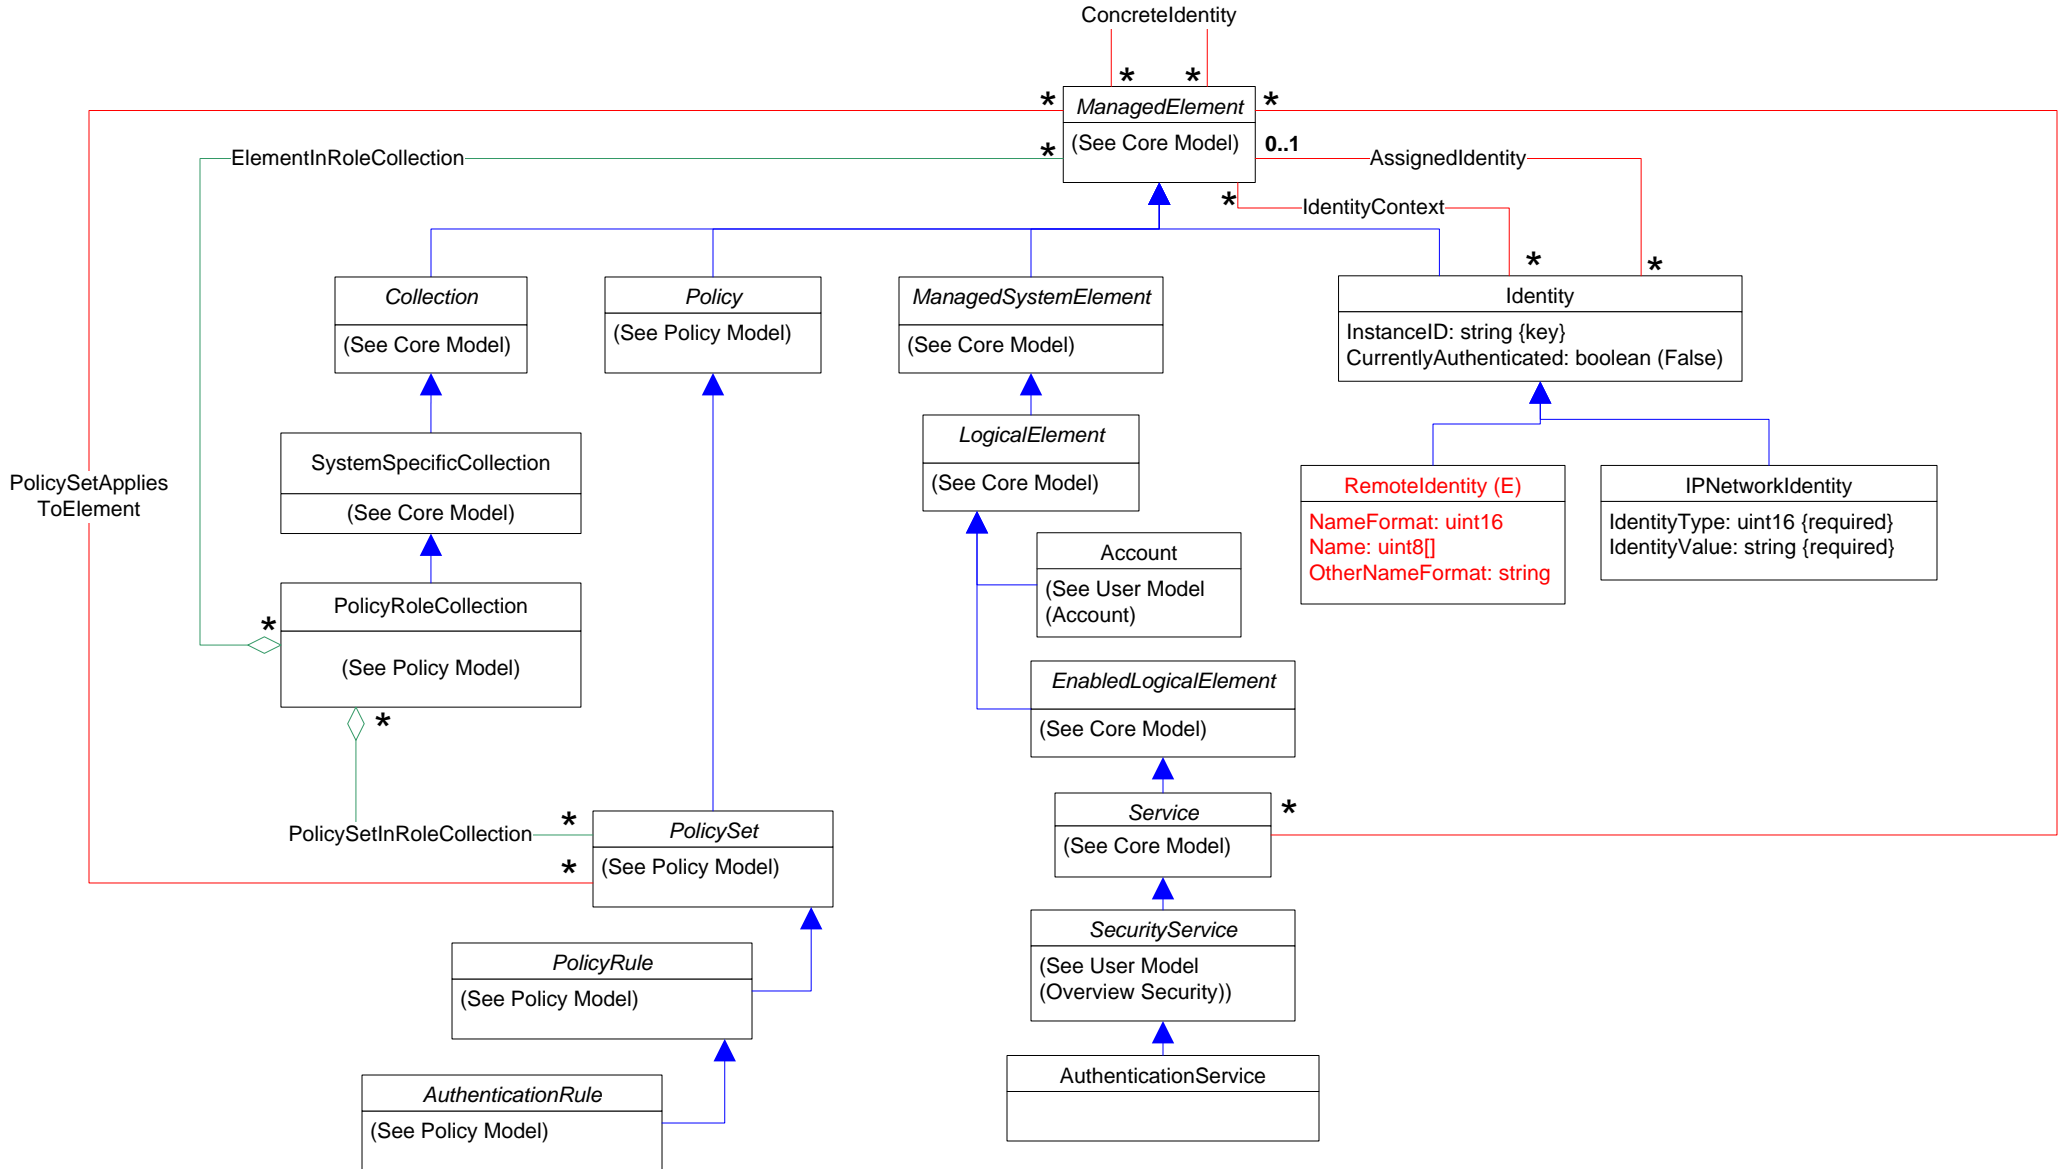 ConcreteIdentity
* *
* ManagedElement *
(See Core Model)
0..1
ElementInRoleCollection
*
AssignedIdentity
*
IdentityContext
* *
Collection
(See Core Model)
Policy
(See Policy Model)
ManagedSystemElement
(See Core Model)
Identity
InstanceID: string {key}
CurrentlyAuthenticated: boolean (False)
SystemSpecificCollection
(See Core Model)
LogicalElement
(See Core Model)
RemoteIdentity (E)
NameFormat: uint16
Name: uint8[]
OtherNameFormat: string
IPNetworkIdentity
IdentityType: uint16 {required}
IdentityValue: string {required}
PolicySetApplies
ToElement
Account
(See User Model
(Account)
PolicyRoleCollection
(See Policy Model)
*
*
EnabledLogicalElement
(See Core Model)
PolicySetInRoleCollection
*
*
PolicySet
(See Policy Model)
Service
(See Core Model)
*
PolicyRule
(See Policy Model)
SecurityService
(See User Model
(Overview Security))
AuthenticationRule
(See Policy Model)
AuthenticationService